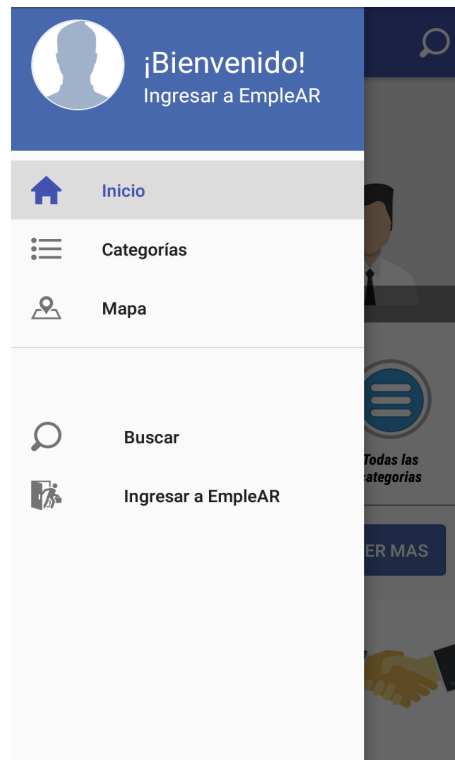 ¡Bienvenido!
Ingresar a EmpleAR
Inicio
Categorías
Mapa
Buscar
Ingresar a EmpleAR
Todas las
categorias
ER MAS